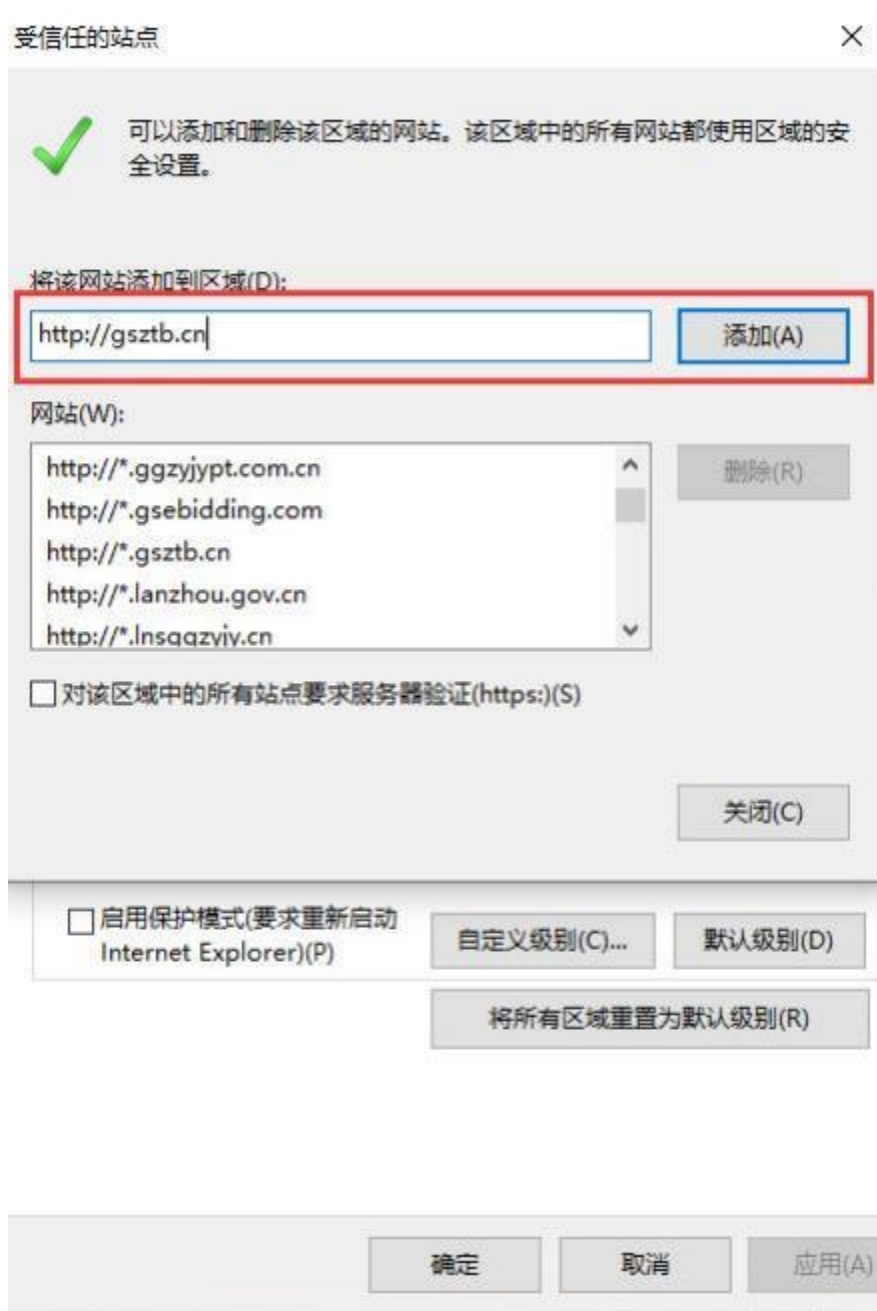 受信任的站点
可以添加和删除该区域的网站。该区域中的所有网站都使用区域的安
全设置。
将该网站添加到区域(D):
http://gsztb.cn
添加(A)
网站(W):
http://*.ggzyjypt.com.cn
http://*.gsebidding.com
http://*.gsztb.cn
http://*.lanzhou.gov.cn
http://*.lnsggzyjy.cn
删除(R)
对该区域中的所有站点要求服务器验证(https:)(S)
关闭(C)
启用保护模式(要求重新启动
Internet Explorer)(P)
自定义级别(C)...
默认级别(D)
将所有区域重置为默认级别(R)
确定
取消
应用(A)